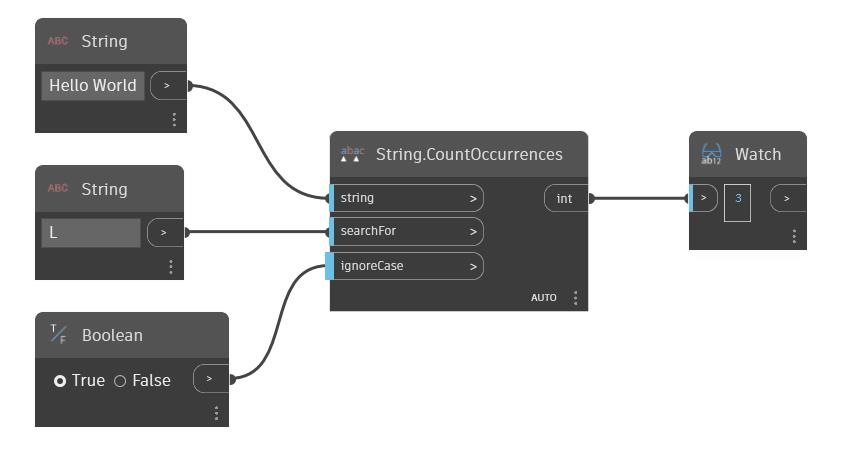 ABC String
Hello World >
ABC String
L >
T/F Boolean
True False >
abac String.CountOccurrences
string > int
searchFor >
ignoreCase >
AUTO
ab12 Watch
> 3 >